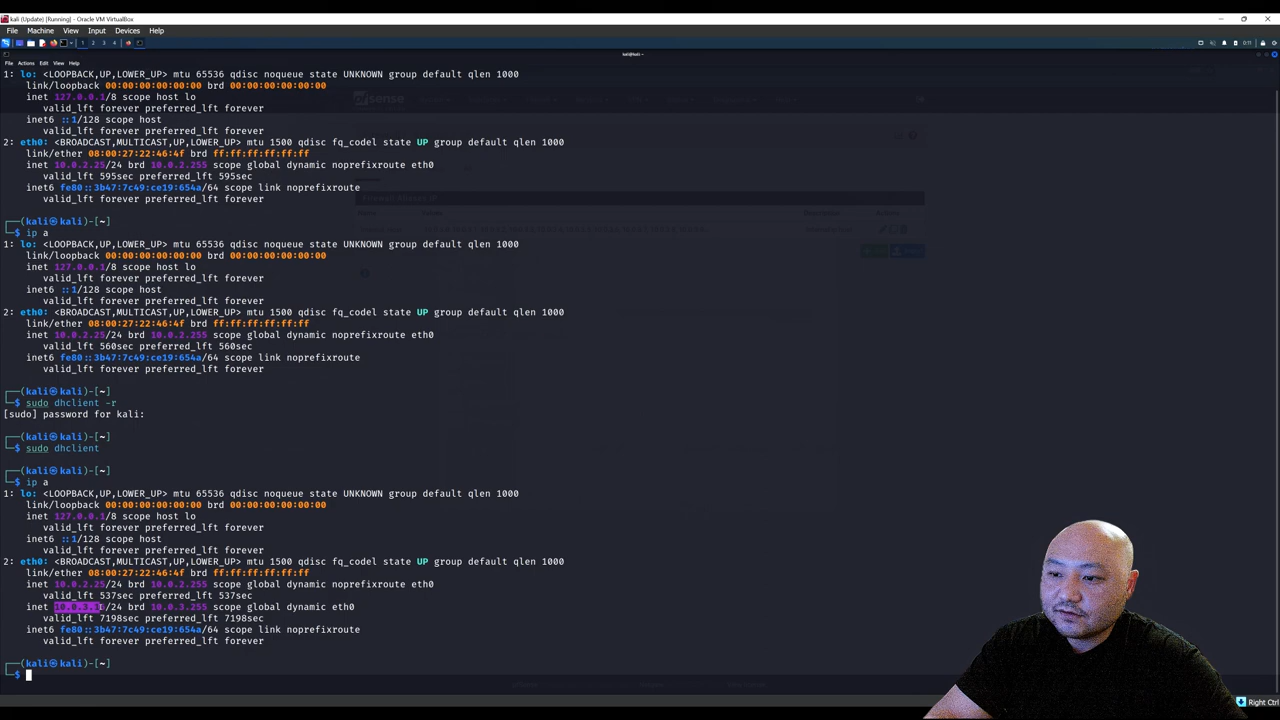 kali (Update) [Running] - Oracle VM VirtualBox
File Machine View Input Devices Help
1 2 3 4 0:11
kali@kali: ~
File Actions Edit View Help
1: lo: <LOOPBACK,UP,LOWER_UP> mtu 65536 qdisc noqueue state UNKNOWN group default qlen 1000
link/loopback 00:00:00:00:00:00 brd 00:00:00:00:00:00
inet 127.0.0.1/8 scope host lo
valid_lft forever preferred_lft forever
inet6 ::1/128 scope host
valid_lft forever preferred_lft forever
2: eth0: <BROADCAST,MULTICAST,UP,LOWER_UP> mtu 1500 qdisc fq_codel state UP group default qlen 1000
link/ether 08:00:27:22:46:4f brd ff:ff:ff:ff:ff:ff
inet 10.0.2.25/24 brd 10.0.2.255 scope global dynamic noprefixroute eth0
valid_lft 595sec preferred_lft 595sec
inet6 fe80::3b47:7c49:ce19:654a/64 scope link noprefixroute
valid_lft forever preferred_lft forever
┌──(kali㉿kali)-[~]
└─$ ip a
1: lo: <LOOPBACK,UP,LOWER_UP> mtu 65536 qdisc noqueue state UNKNOWN group default qlen 1000
link/loopback 00:00:00:00:00:00 brd 00:00:00:00:00:00
inet 127.0.0.1/8 scope host lo
valid_lft forever preferred_lft forever
inet6 ::1/128 scope host
valid_lft forever preferred_lft forever
2: eth0: <BROADCAST,MULTICAST,UP,LOWER_UP> mtu 1500 qdisc fq_codel state UP group default qlen 1000
link/ether 08:00:27:22:46:4f brd ff:ff:ff:ff:ff:ff
inet 10.0.2.25/24 brd 10.0.2.255 scope global dynamic noprefixroute eth0
valid_lft 560sec preferred_lft 560sec
inet6 fe80::3b47:7c49:ce19:654a/64 scope link noprefixroute
valid_lft forever preferred_lft forever
┌──(kali㉿kali)-[~]
└─$ sudo dhclient -r
[sudo] password for kali:
┌──(kali㉿kali)-[~]
└─$ sudo dhclient
┌──(kali㉿kali)-[~]
└─$ ip a
1: lo: <LOOPBACK,UP,LOWER_UP> mtu 65536 qdisc noqueue state UNKNOWN group default qlen 1000
link/loopback 00:00:00:00:00:00 brd 00:00:00:00:00:00
inet 127.0.0.1/8 scope host lo
valid_lft forever preferred_lft forever
inet6 ::1/128 scope host
valid_lft forever preferred_lft forever
2: eth0: <BROADCAST,MULTICAST,UP,LOWER_UP> mtu 1500 qdisc fq_codel state UP group default qlen 1000
link/ether 08:00:27:22:46:4f brd ff:ff:ff:ff:ff:ff
inet 10.0.2.25/24 brd 10.0.2.255 scope global dynamic noprefixroute eth0
valid_lft 537sec preferred_lft 537sec
inet /24 brd 10.0.3.255 scope global dynamic eth0
valid_lft 7198sec preferred_lft 7198sec
inet6 fe80::3b47:7c49:ce19:654a/64 scope link noprefixroute
valid_lft forever preferred_lft forever
┌──(kali㉿kali)-[~]
└─$
Right Ctrl